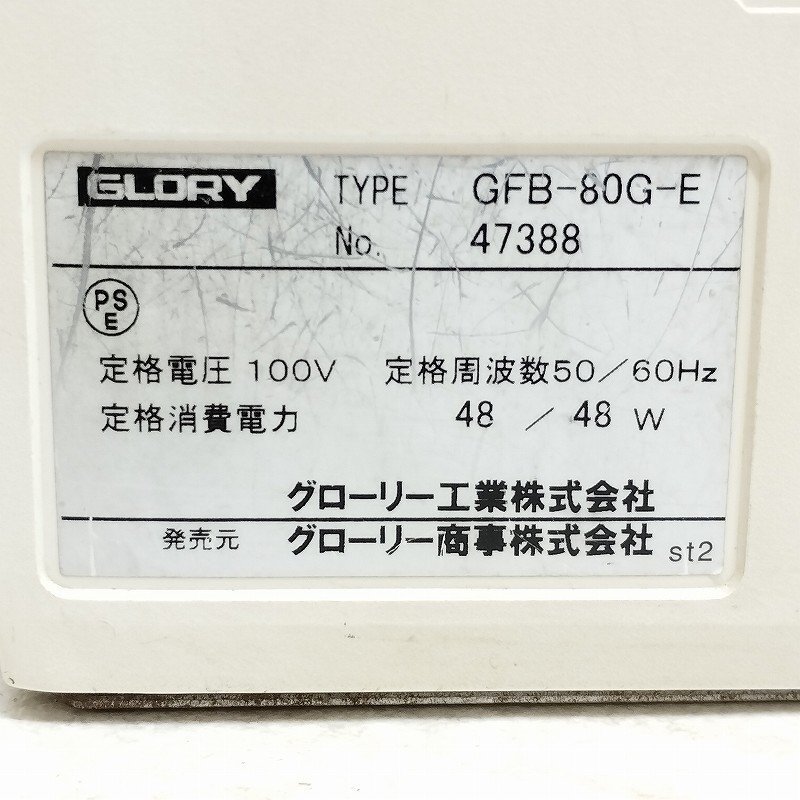 GLORY TYPE GFB-80G-E
No. 47388
PS
E
定格電圧 100V 定格周波数50／60Hz
定格消費電力 48 ／ 48 W
グローリー工業株式会社
発売元 グローリー商事株式会社 st2